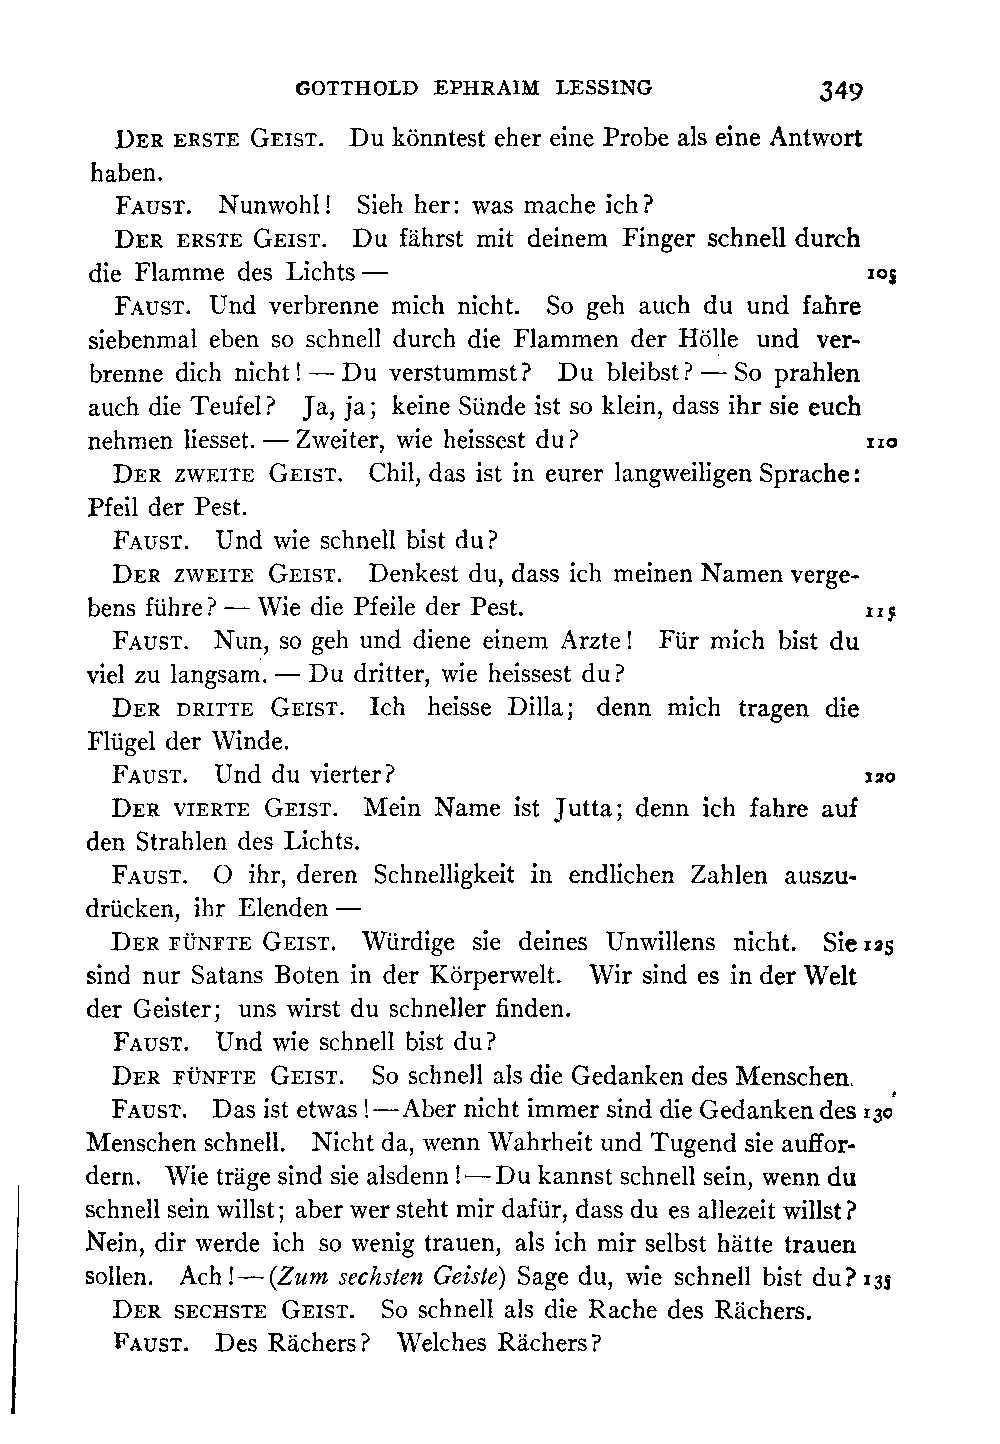 GOTTHOLD EPHRAIM LESSING 349
DER ERSTE GEIST. Du könntest eher eine Probe als eine Antwort
haben.
FAUST. Nunwohl! Sieh her: was mache ich?
DER ERSTE GEIST. Du fährst mit deinem Finger schnell durch
die Flamme des Lichts — 105
FAUST. Und verbrenne mich nicht. So geh auch du und fahre
siebenmal eben so schnell durch die Flammen der Hölle und ver-
brenne dich nicht! — Du verstummst? Du bleibst? — So prahlen
auch die Teufel? Ja, ja; keine Sünde ist so klein, dass ihr sie euch
nehmen liesset. — Zweiter, wie heissest du? 110
DER ZWEITE GEIST. Chil, das ist in eurer langweiligen Sprache:
Pfeil der Pest.
FAUST. Und wie schnell bist du?
DER ZWEITE GEIST. Denkest du, dass ich meinen Namen verge-
bens führe? — Wie die Pfeile der Pest. 115
FAUST. Nun, so geh und diene einem Arzte! Für mich bist du
viel zu langsam. — Du dritter, wie heissest du?
DER DRITTE GEIST. Ich heisse Dilla; denn mich tragen die
Flügel der Winde.
FAUST. Und du vierter? 120
DER VIERTE GEIST. Mein Name ist Jutta; denn ich fahre auf
den Strahlen des Lichts.
FAUST. O ihr, deren Schnelligkeit in endlichen Zahlen auszu-
drücken, ihr Elenden —
DER FÜNFTE GEIST. Würdige sie deines Unwillens nicht. Sie 125
sind nur Satans Boten in der Körperwelt. Wir sind es in der Welt
der Geister; uns wirst du schneller finden.
FAUST. Und wie schnell bist du?
DER FÜNFTE GEIST. So schnell als die Gedanken des Menschen.
FAUST. Das ist etwas!—Aber nicht immer sind die Gedanken des 130
Menschen schnell. Nicht da, wenn Wahrheit und Tugend sie auffor-
dern. Wie träge sind sie alsdenn!—Du kannst schnell sein, wenn du
schnell sein willst; aber wer steht mir dafür, dass du es allezeit willst?
Nein, dir werde ich so wenig trauen, als ich mir selbst hätte trauen
sollen. Ach!—(Zum sechsten Geiste) Sage du, wie schnell bist du? 135
DER SECHSTE GEIST. So schnell als die Rache des Rächers.
FAUST. Des Rächers? Welches Rächers?